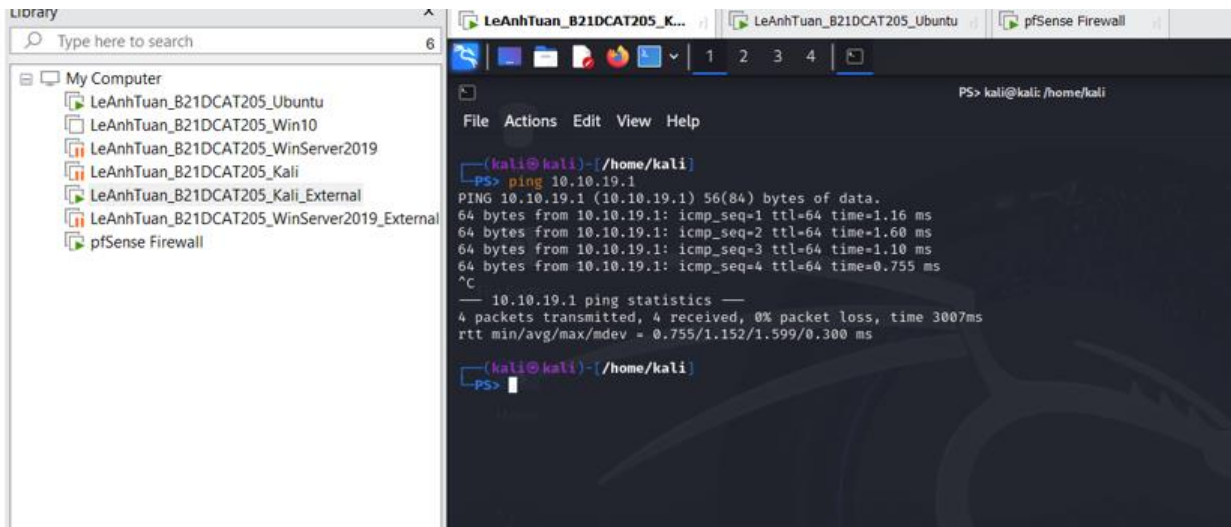 Library
Type here to search
6
My Computer
LeAnhTuan_B21DCAT205_Ubuntu
LeAnhTuan_B21DCAT205_Win10
LeAnhTuan_B21DCAT205_WinServer2019
LeAnhTuan_B21DCAT205_Kali
LeAnhTuan_B21DCAT205_Kali_External
LeAnhTuan_B21DCAT205_WinServer2019_External
pfSense Firewall
LeAnhTuan_B21DCAT205_K... LeAnhTuan_B21DCAT205_Ubuntu pfSense Firewall
1 2 3 4
PS> kali@kali: /home/kali
File Actions Edit View Help
(kali㉿kali)-[/home/kali]
PS> ping 10.10.19.1
PING 10.10.19.1 (10.10.19.1) 56(84) bytes of data.
64 bytes from 10.10.19.1: icmp_seq=1 ttl=64 time=1.16 ms
64 bytes from 10.10.19.1: icmp_seq=2 ttl=64 time=1.60 ms
64 bytes from 10.10.19.1: icmp_seq=3 ttl=64 time=1.10 ms
64 bytes from 10.10.19.1: icmp_seq=4 ttl=64 time=0.755 ms
^C
— 10.10.19.1 ping statistics —
4 packets transmitted, 4 received, 0% packet loss, time 3007ms
rtt min/avg/max/mdev = 0.755/1.152/1.599/0.300 ms
(kali㉿kali)-[/home/kali]
PS>